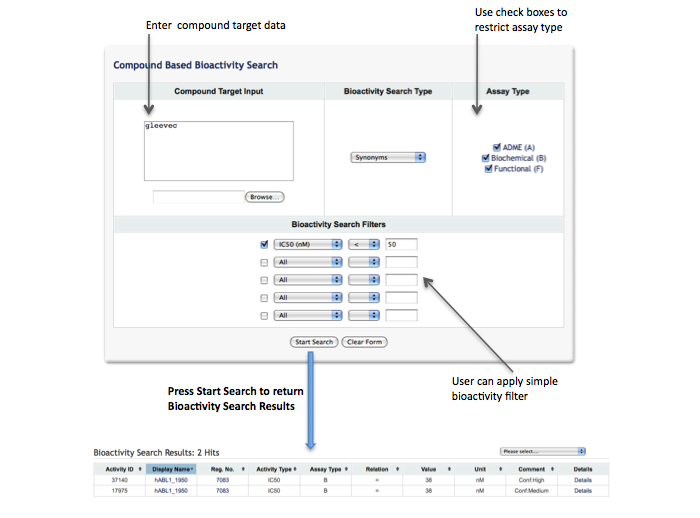 Enter compound target data
Use check boxes to
restrict assay type
Compound Based Bioactivity Search
Compound Target Input Bioactivity Search Type Assay Type
gleevec
Synonyms
ADME (A)
Biochemical (B)
Functional (F)
Browse...
Bioactivity Search Filters
IC50 (nM) < 50
All
All
All
All
Start Search Clear Form
Press Start Search to return
Bioactivity Search Results
User can apply simple
bioactivity filter
Bioactivity Search Results: 2 Hits
Please select...
Activity ID Display Name Reg. No. Activity Type Assay Type Relation Value Unit Comment Details
37140 hABL1_1950 7083 IC50 B = 38 nM Conf:High Details
17975 hABL1_1950 7083 IC50 B = 38 nM Conf:Medium Details